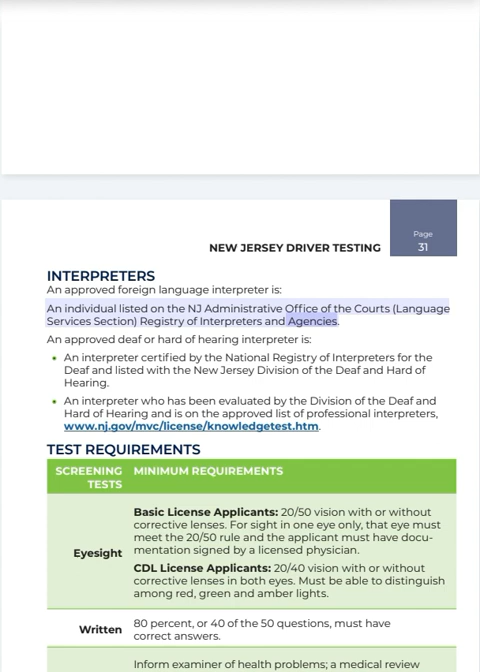 Page
31
NEW JERSEY DRIVER TESTING
INTERPRETERS
An approved foreign language interpreter is:
An individual listed on the NJ Administrative Office of the Courts (Language
Services Section) Registry of Interpreters and Agencies.
An approved deaf or hard of hearing interpreter is:
• An interpreter certified by the National Registry of Interpreters for the
Deaf and listed with the New Jersey Division of the Deaf and Hard of
Hearing.
• An interpreter who has been evaluated by the Division of the Deaf and
Hard of Hearing and is on the approved list of professional interpreters,
www.nj.gov/mvc/license/knowledgetest.htm.
TEST REQUIREMENTS
SCREENING
TESTS
MINIMUM REQUIREMENTS
Eyesight
Basic License Applicants: 20/50 vision with or without
corrective lenses. For sight in one eye only, that eye must
meet the 20/50 rule and the applicant must have docu-
mentation signed by a licensed physician.
CDL License Applicants: 20/40 vision with or without
corrective lenses in both eyes. Must be able to distinguish
among red, green and amber lights.
Written
80 percent, or 40 of the 50 questions, must have
correct answers.
Inform examiner of health problems; a medical review